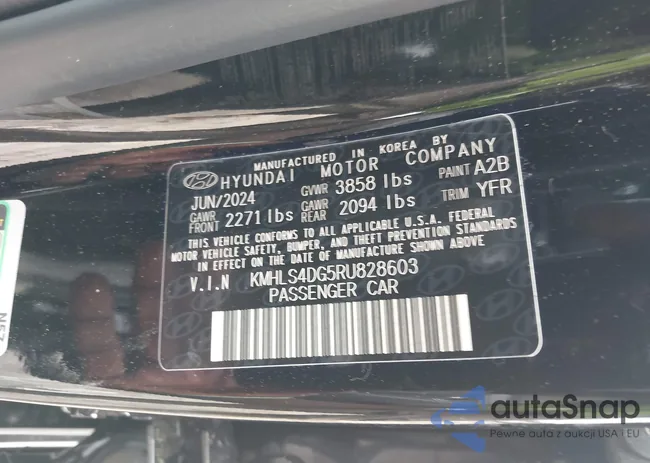 MANUFACTURED IN KOREA BY
HYUNDAI MOTOR COMPANY
JUN/2024 GVWR 3858 lbs PAINT A2B
GAWR FRONT 2271 lbs GAWR REAR 2094 lbs TRIM YFR
THIS VEHICLE CONFORMS TO ALL APPLICABLE U.S.A. FEDERAL
MOTOR VEHICLE SAFETY, BUMPER, AND THEFT PREVENTION STANDARDS
IN EFFECT ON THE DATE OF MANUFACTURE SHOWN ABOVE
V.I.N KMHLS4DG5RU828603
PASSENGER CAR
autaSnap
Pewne auta z aukcji USA i EU